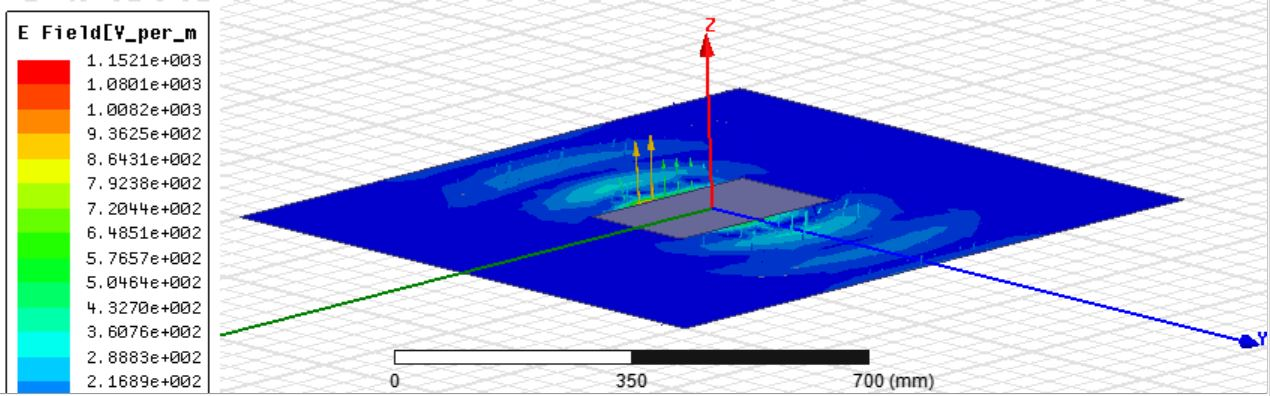 E Field[V_per_m
1.1521e+003
1.0801e+003
1.0082e+003
9.3625e+002
8.6431e+002
7.9238e+002
7.2044e+002
6.4851e+002
5.7657e+002
5.0464e+002
4.3270e+002
3.6076e+002
2.8883e+002
2.1689e+002
Z
Y
0 350 700 (mm)